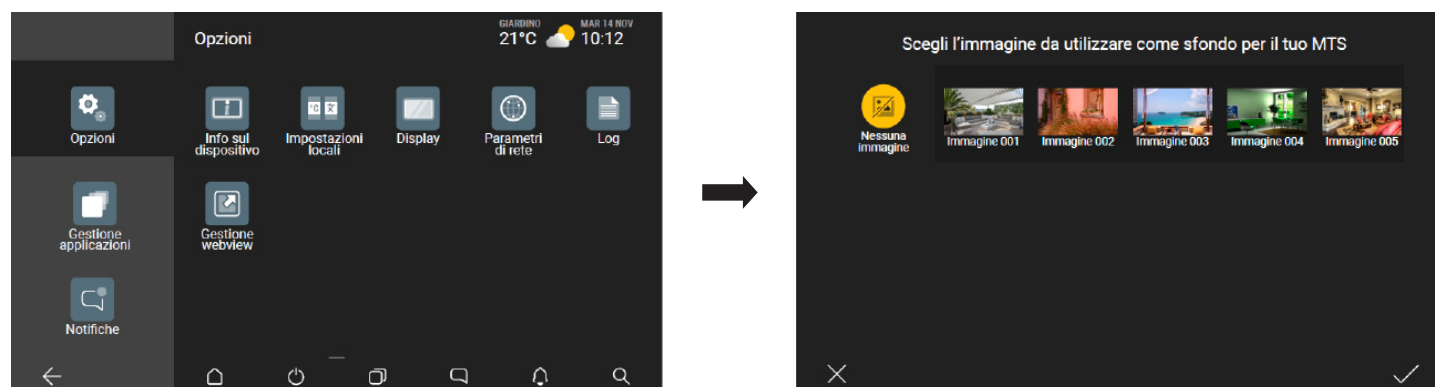 Opzioni
GIARDINO
21°C
MAR 14 NOV
10:12
Opzioni
Info sul
dispositivo
°C 文
Impostazioni
locali
Display
Parametri
di rete
Log
Gestione
applicazioni
Gestione
webview
Notifiche
Scegli l'immagine da utilizzare come sfondo per il tuo MTS
Nessuna
immagine
Immagine 001
Immagine 002
Immagine 003
Immagine 004
Immagine 005